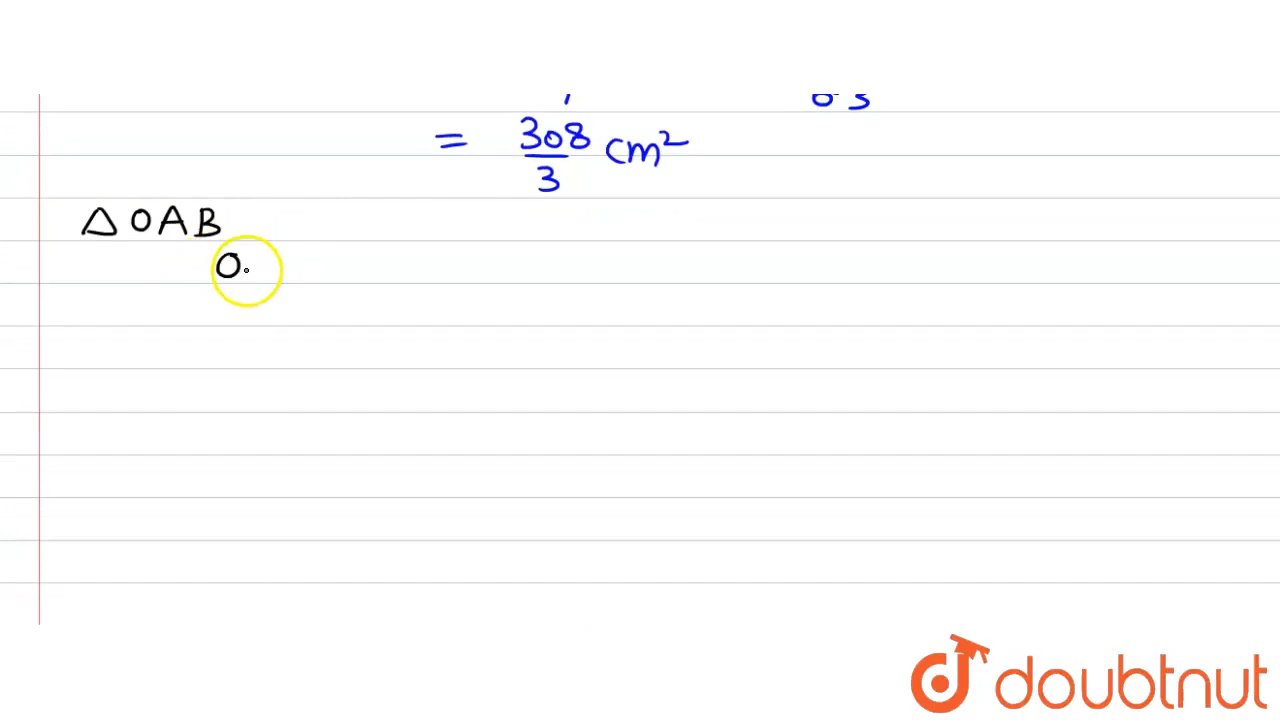 = 308/3 cm²
△OAB
O
doubtnut